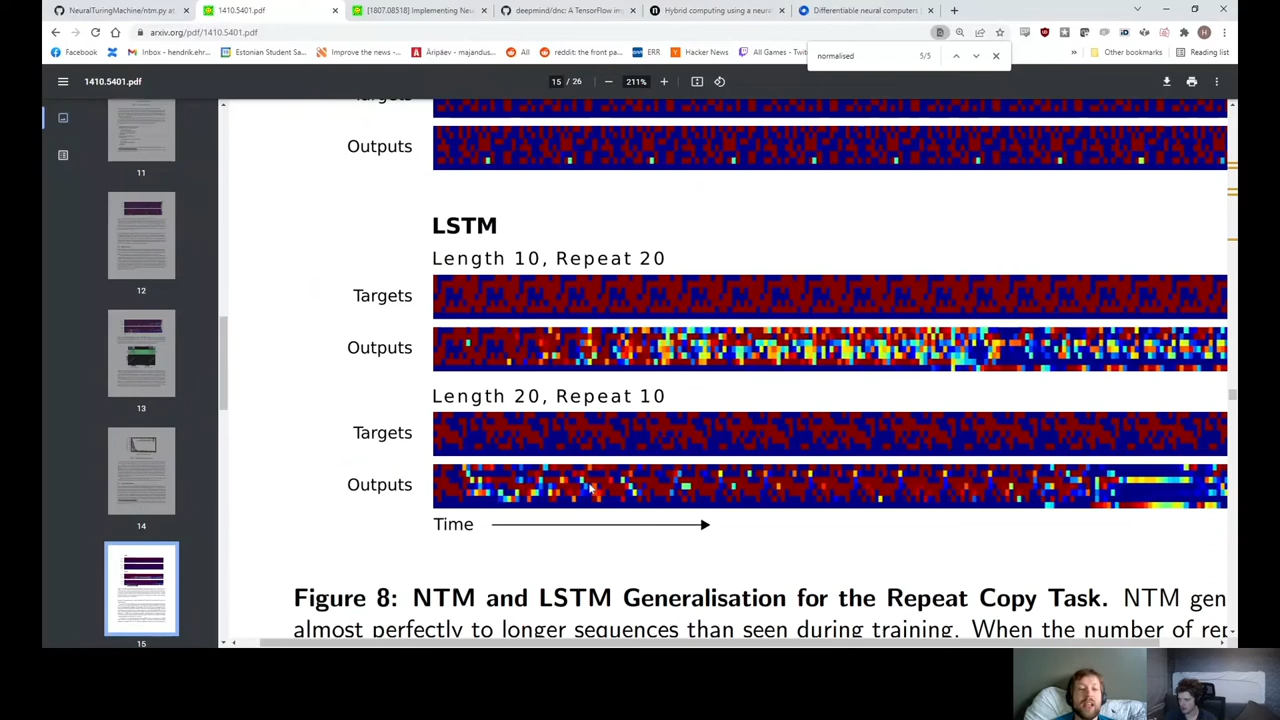 NeuralTuringMachine/ntm.py at
1410.5401.pdf
[1807.08518] Implementing Neu
deepmind/dnc: A TensorFlow im
Hybrid computing using a neural
Differentiable neural computers |
arxiv.org/pdf/1410.5401.pdf
Facebook
Inbox - hendrik.ehr...
Estonian Student Sa...
Improve the news -...
Äripäev - majandus...
All
reddit: the front pa...
ERR
Hacker News
All Games - Twit
Other bookmarks
Reading list
normalised
5/5
1410.5401.pdf
15 / 26
211%
Targets
Outputs
LSTM
Length 10, Repeat 20
Targets
Outputs
Length 20, Repeat 10
Targets
Outputs
Time
11
12
13
14
15
Figure 8: NTM and LSTM Generalisation for the Repeat Copy Task. NTM gen
almost perfectly to longer sequences than seen during training. When the number of rep